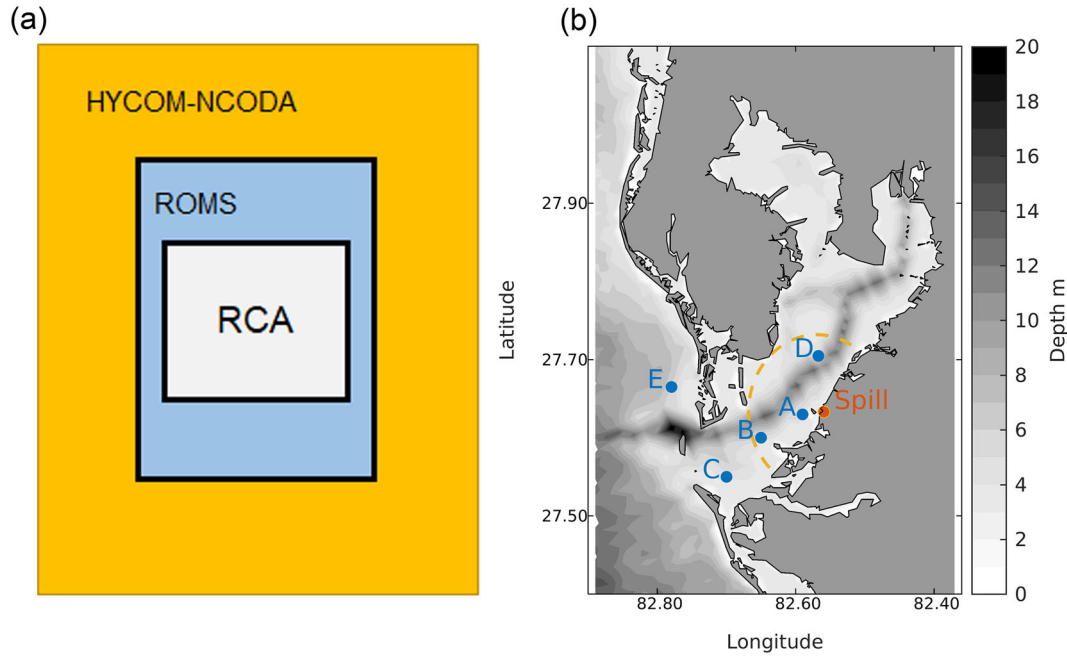 (a)
HYCOM-NCODA
ROMS
RCA
(b)
Latitude
27.90
27.70
27.50
82.80
82.60
82.40
Longitude
D
E
A
Spill
B
C
20
18
16
14
12
10
8
6
4
2
0
Depth m